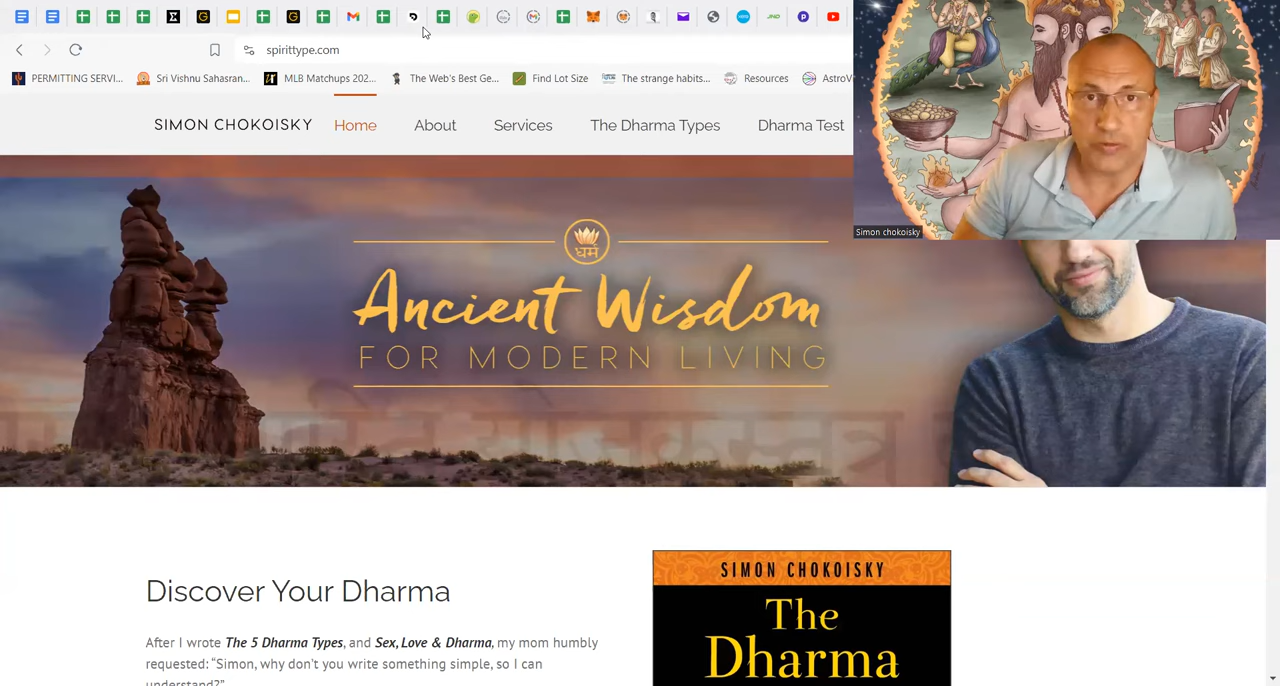 spirittype.com
PERMITTING SERVI...
Sri Vishnu Sahasran...
MLB Matchups 202...
The Web's Best Ge...
Find Lot Size
The strange habits...
Resources
AstroV
SIMON CHOKOISKY
Home
About
Services
The Dharma Types
Dharma Test
Simon chokoisky
धर्म
Ancient Wisdom
FOR MODERN LIVING
Discover Your Dharma
After I wrote The 5 Dharma Types, and Sex, Love & Dharma, my mom humbly
requested: “Simon, why don't you write something simple, so I can
understand?”
SIMON CHOKOISKY
The
Dharma